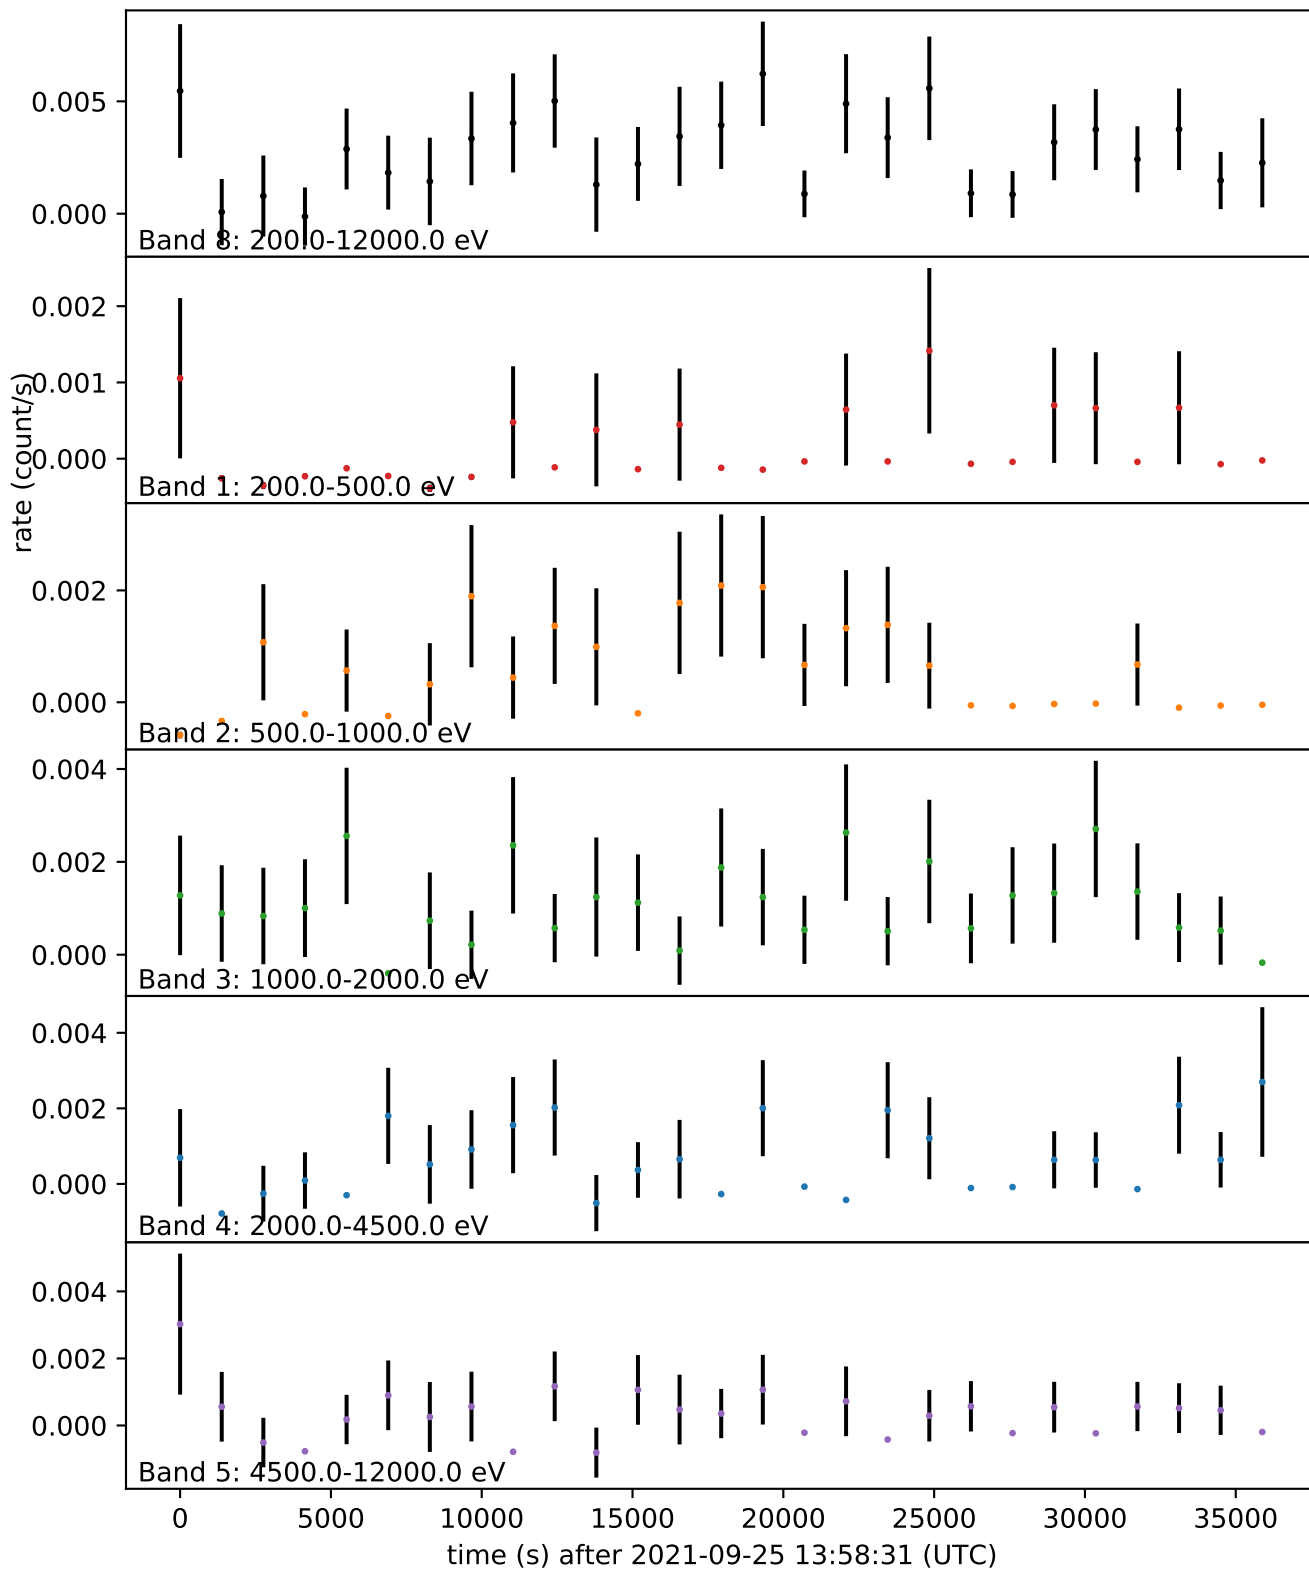 0.005
0.000
Band 8: 200.0-12000.0 eV
0.002
0.001
0.000
Band 1: 200.0-500.0 eV
rate (count/s)
0.002
0.000
Band 2: 500.0-1000.0 eV
0.004
0.002
0.000
Band 3: 1000.0-2000.0 eV
0.004
0.002
0.000
Band 4: 2000.0-4500.0 eV
0.004
0.002
0.000
Band 5: 4500.0-12000.0 eV
0 5000 10000 15000 20000 25000 30000 35000
time (s) after 2021-09-25 13:58:31 (UTC)